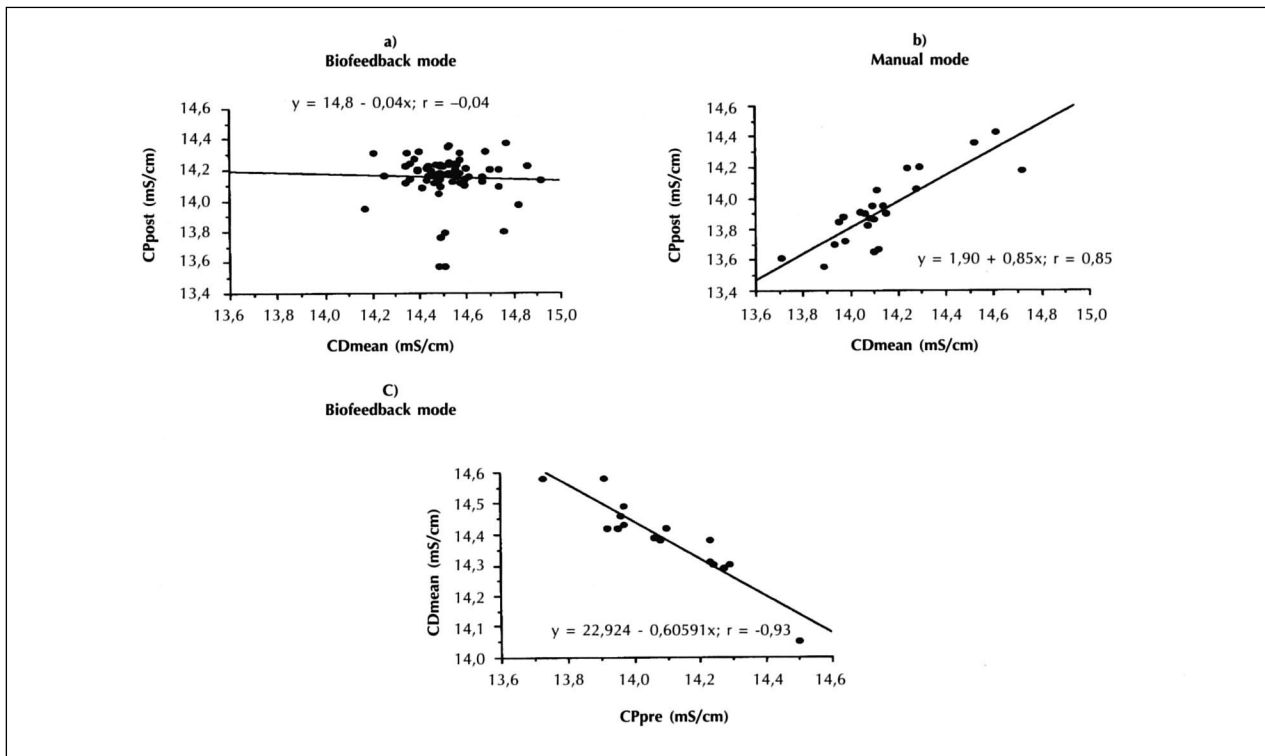 a)
Biofeedback mode
y = 14,8 - 0,04x; r = –0,04
CPpost (mS/cm)
14,6
14,4
14,2
14,0
13,8
13,6
13,4
13,6 13,8 14,0 14,2 14,4 14,6 14,8 15,0
CDmean (mS/cm)
b)
Manual mode
CPpost (mS/cm)
14,6
14,4
14,2
14,0
13,8
13,6
13,4
y = 1,90 + 0,85x; r = 0,85
13,6 13,8 14,0 14,2 14,4 14,6 14,8 15,0
CDmean (mS/cm)
C)
Biofeedback mode
CDmean (mS/cm)
14,6
14,5
14,4
14,3
14,2
14,1
14,0
y = 22,924 - 0,60591x; r = -0,93
13,6 13,8 14,0 14,2 14,4 14,6
CPpre (mS/cm)